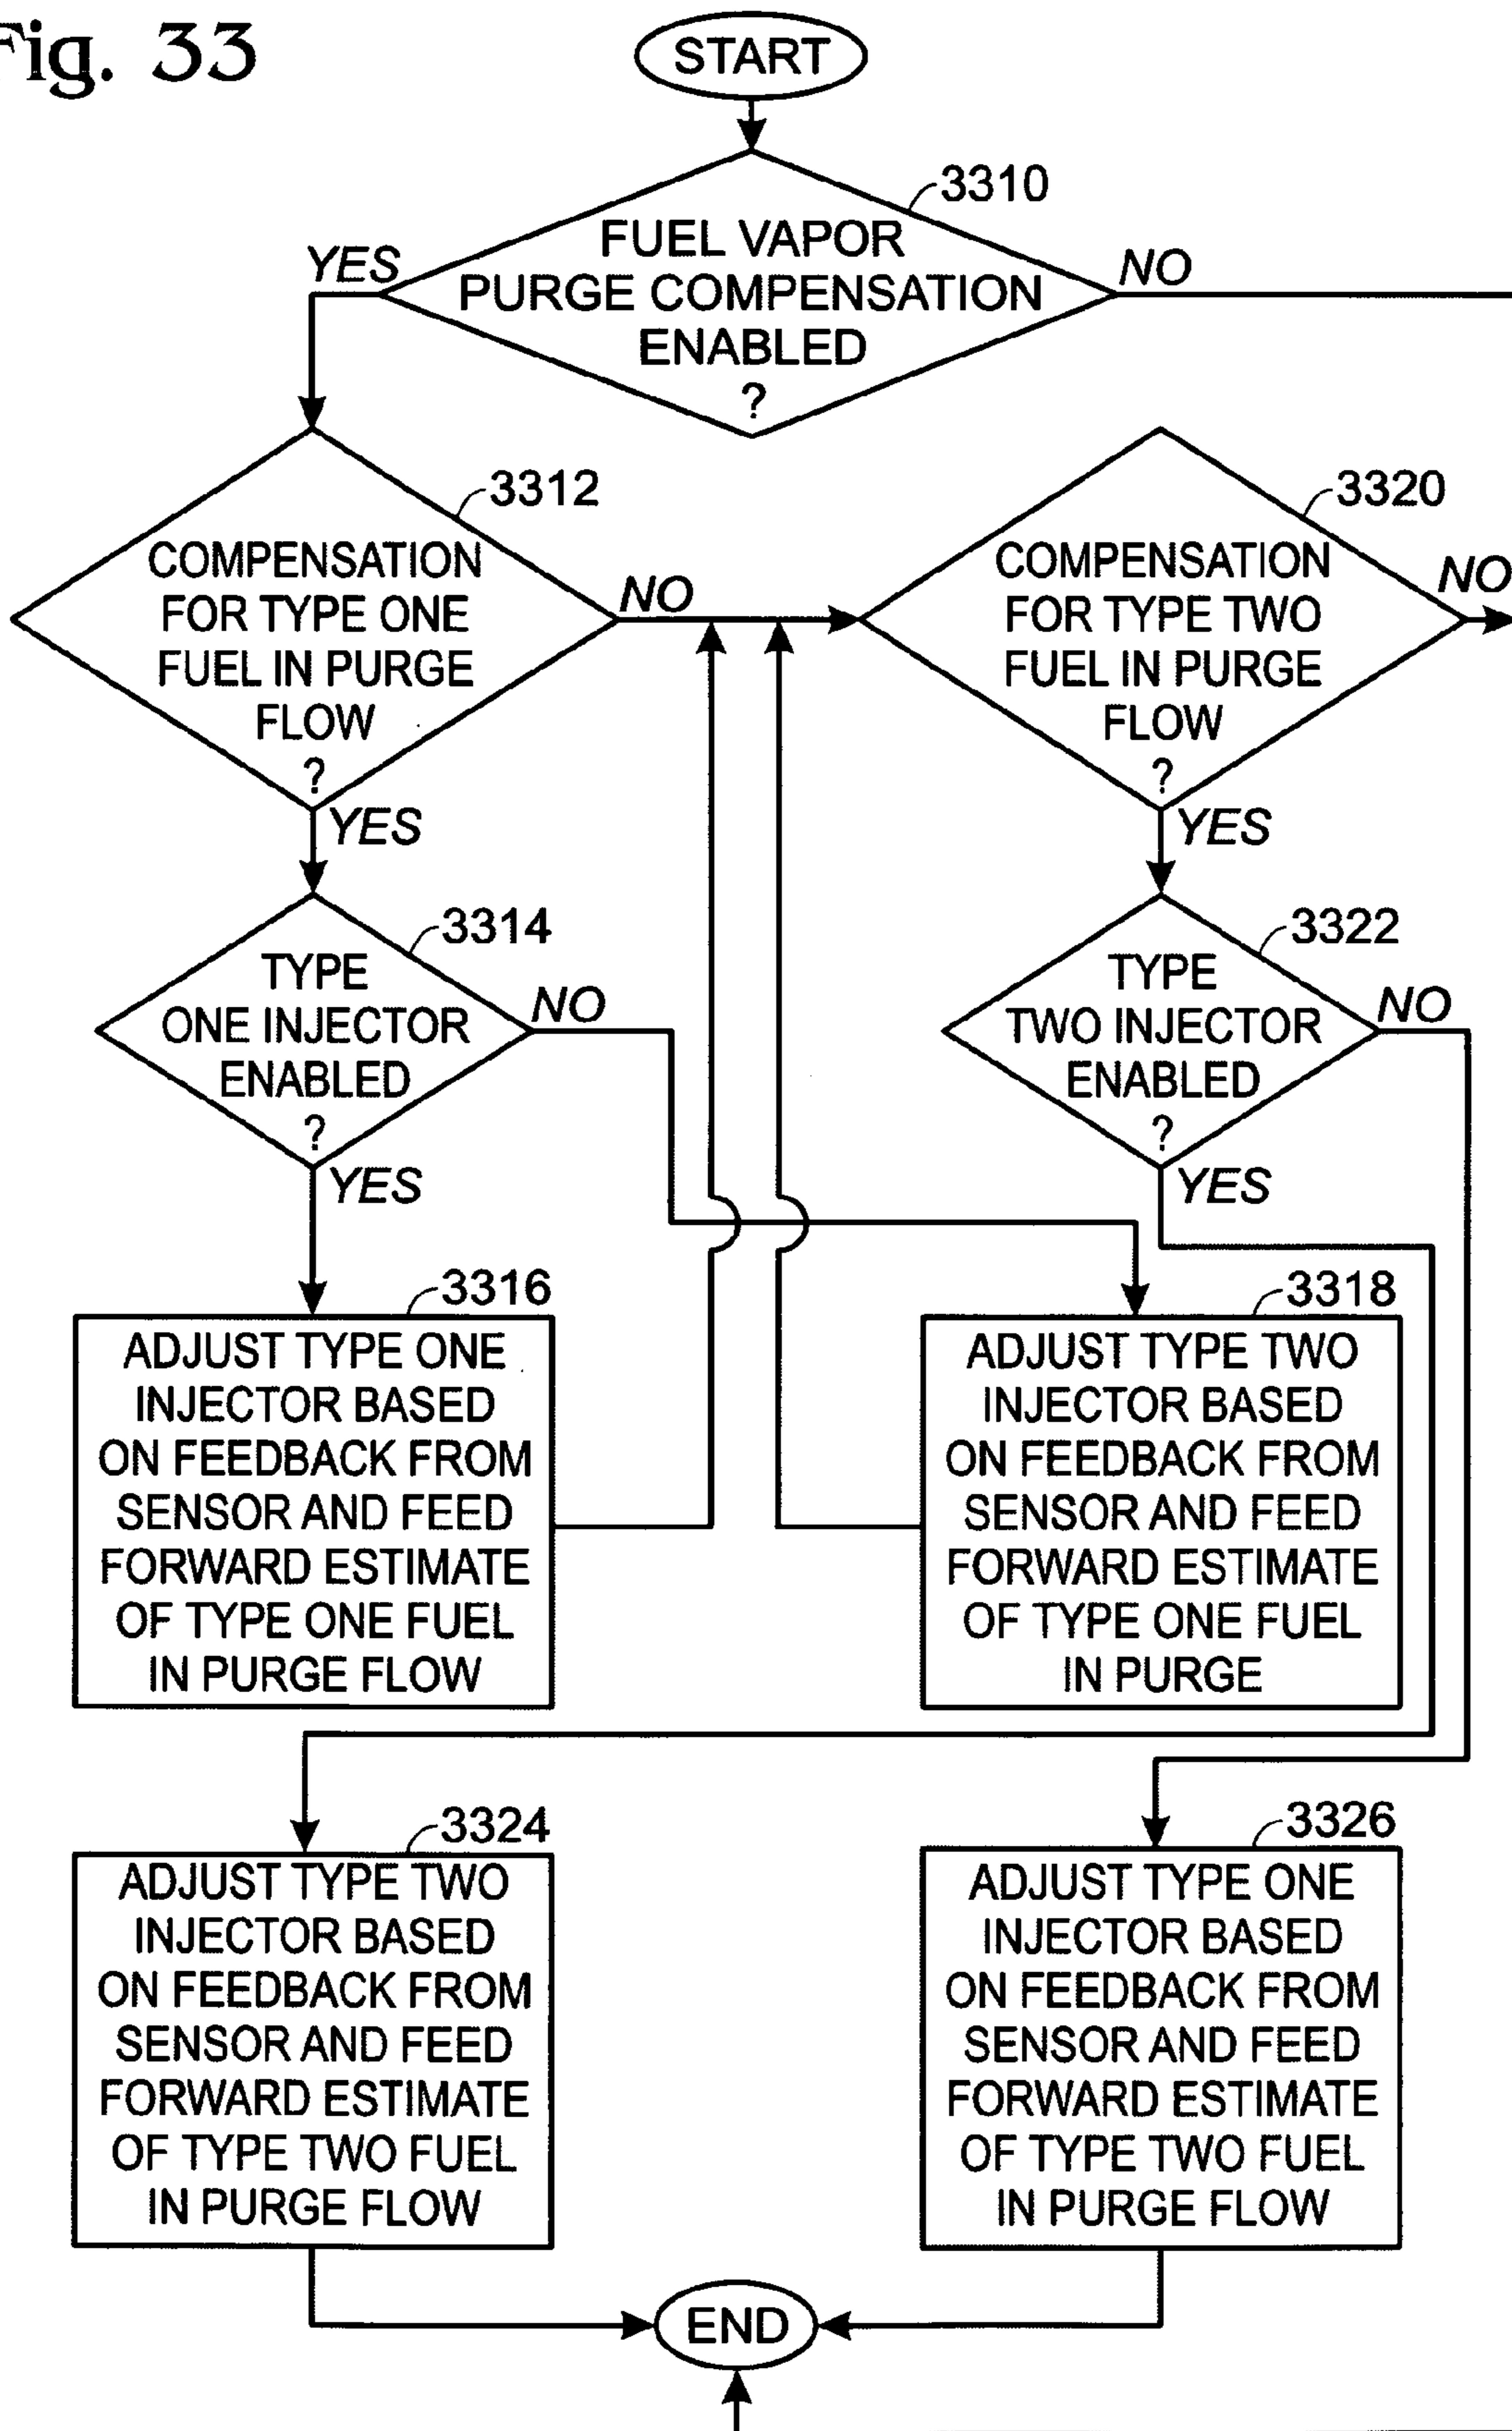 Fig. 33
START
3310
FUEL VAPOR
PURGE COMPENSATION
ENABLED
?
YES
NO
3312
COMPENSATION
FOR TYPE ONE
FUEL IN PURGE
FLOW
?
NO
YES
3320
COMPENSATION
FOR TYPE TWO
FUEL IN PURGE
FLOW
?
NO
YES
3314
TYPE
ONE INJECTOR
ENABLED
?
NO
YES
3322
TYPE
TWO INJECTOR
ENABLED
?
NO
YES
3316
ADJUST TYPE ONE
INJECTOR BASED
ON FEEDBACK FROM
SENSOR AND FEED
FORWARD ESTIMATE
OF TYPE ONE FUEL
IN PURGE FLOW
3318
ADJUST TYPE TWO
INJECTOR BASED
ON FEEDBACK FROM
SENSOR AND FEED
FORWARD ESTIMATE
OF TYPE ONE FUEL
IN PURGE
3324
ADJUST TYPE TWO
INJECTOR BASED
ON FEEDBACK FROM
SENSOR AND FEED
FORWARD ESTIMATE
OF TYPE TWO FUEL
IN PURGE FLOW
3326
ADJUST TYPE ONE
INJECTOR BASED
ON FEEDBACK FROM
SENSOR AND FEED
FORWARD ESTIMATE
OF TYPE TWO FUEL
IN PURGE FLOW
END